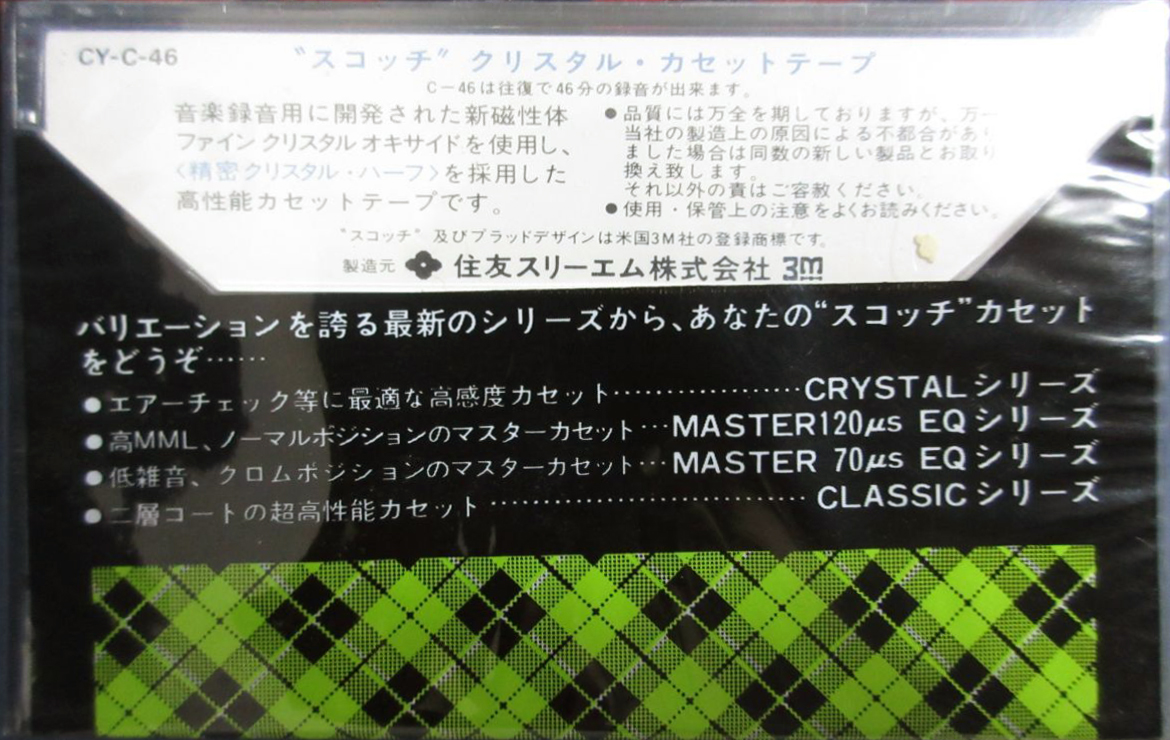 CY-C-46
〝スコッチ〞クリスタル・カセットテープ
C-46は往復で46分の録音が出来ます。
音楽録音用に開発された新磁性体
ファインクリスタルオキサイドを使用し、
〈精密クリスタル・ハーフ〉を採用した
高性能カセットテープです。
●品質には万全を期しておりますが、万一
当社の製造上の原因による不都合があり
ました場合は同数の新しい製品とお取り
換え致します。
それ以外の責はご容赦ください。
●使用・保管上の注意をよくお読みください。
〝スコッチ〞及びプラッドデザインは米国3M社の登録商標です。
製造元 住友スリーエム株式会社 3M
バリエーションを誇る最新のシリーズから、あなたの“スコッチ”カセット
をどうぞ……
●エアーチェック等に最適な高感度カセット…………………CRYSTALシリーズ
●高MML、ノーマルポジションのマスターカセット…MASTER120μs EQシリーズ
●低雑音、クロムポジションのマスターカセット…MASTER 70μs EQシリーズ
●二層コートの超高性能カセット……………………………CLASSICシリーズ